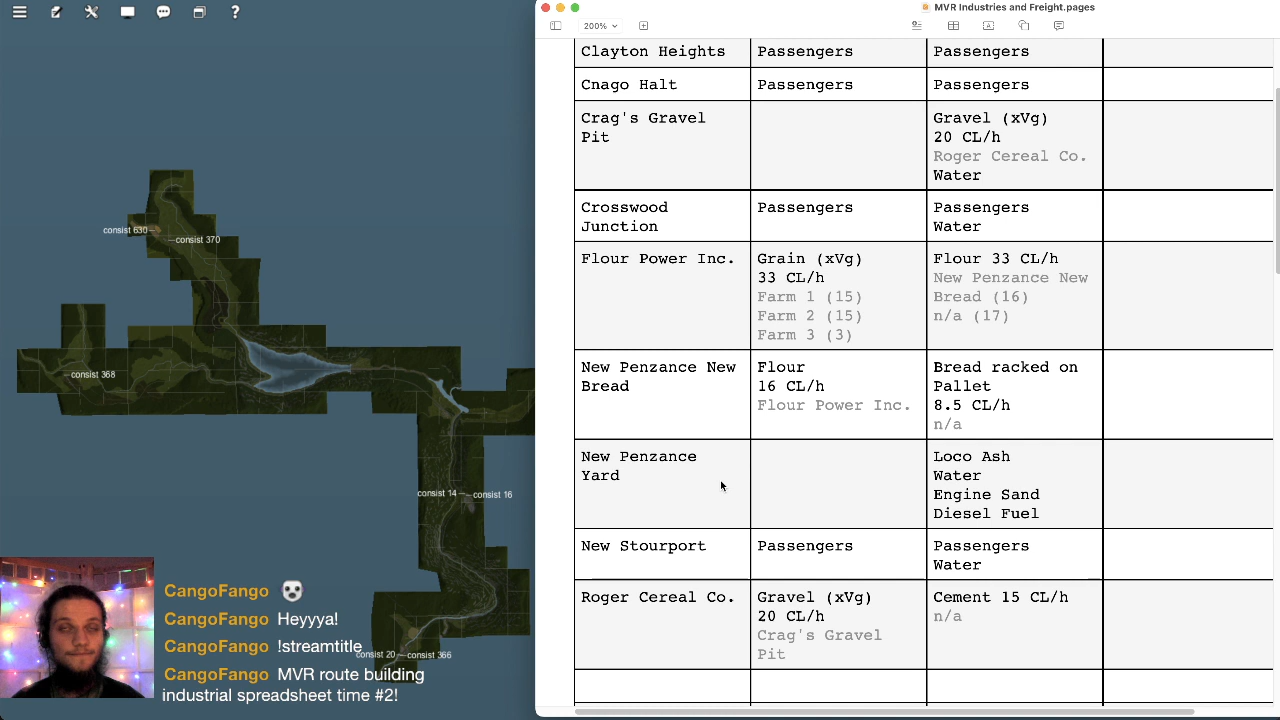 ?
MVR Industries and Freight.pages
200%
Clayton Heights
Passengers
Passengers
Cnago Halt
Passengers
Passengers
Crag's Gravel
Pit
Gravel (xVg)
20 CL/h
Roger Cereal Co.
Water
Crosswood
Junction
Passengers
Passengers
Water
Flour Power Inc.
Grain (xVg)
33 CL/h
Farm 1 (15)
Farm 2 (15)
Farm 3 (3)
Flour 33 CL/h
New Penzance New
Bread (16)
n/a (17)
New Penzance New
Bread
Flour
16 CL/h
Flour Power Inc.
Bread racked on
Pallet
8.5 CL/h
n/a
New Penzance
Yard
Loco Ash
Water
Engine Sand
Diesel Fuel
New Stourport
Passengers
Passengers
Water
Roger Cereal Co.
Gravel (xVg)
20 CL/h
Crag's Gravel
Pit
Cement 15 CL/h
n/a
consist 630
consist 370
consist 368
consist 14
consist 16
consist 20
consist 366
CangoFango
CangoFango Heyyya!
CangoFango !streamtitle
CangoFango MVR route building
industrial spreadsheet time #2!